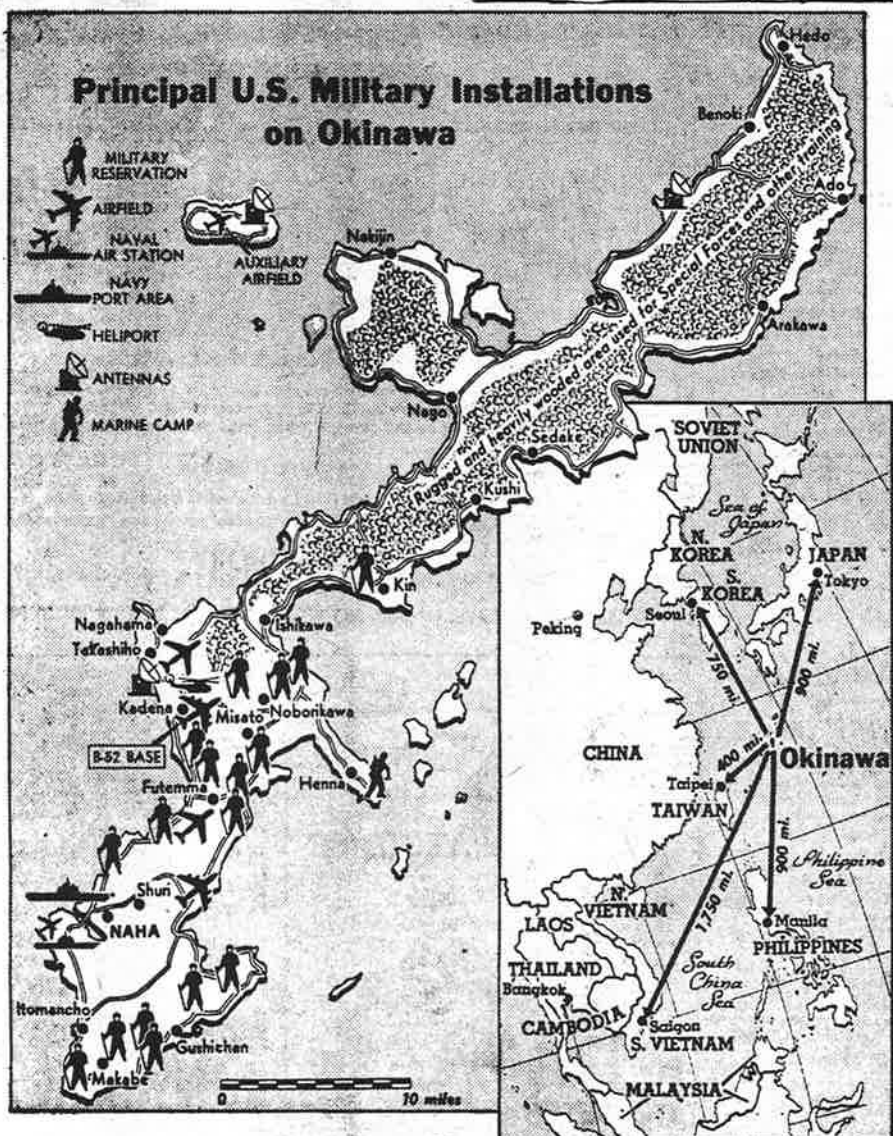 Principal U.S. Military Installations
on Okinawa
MILITARY
RESERVATION
AIRFIELD
NAVAL
AIR STATION
NAVY
PORT AREA
HELIPORT
ANTENNAS
MARINE CAMP
AUXILIARY
AIRFIELD
Hedo
Benoki
Ado
Nakijin
Arakawa
Rugged and heavily wooded area used for Special Forces and other training
Nago
Sedake
Kushi
Kin
Nagahama
Ishikawa
Takashiho
Kadena
Misato
Noborikawa
B-52 BASE
Henna
Futemma
Shuri
NAHA
Itomancho
Gushichan
Makabe
0 10 miles
SOVIET
UNION
Sea of
Japan
N.
KOREA
JAPAN
S.
KOREA
Tokyo
Seoul
Peking
750 mi.
900 mi.
CHINA
400 mi.
Okinawa
Taipei
TAIWAN
900 mi.
Philippine
Sea
1,750 mi.
N.
VIETNAM
LAOS
Manila
PHILIPPINES
THAILAND
South
China
Sea
Bangkok
CAMBODIA
Saigon
S. VIETNAM
MALAYSIA